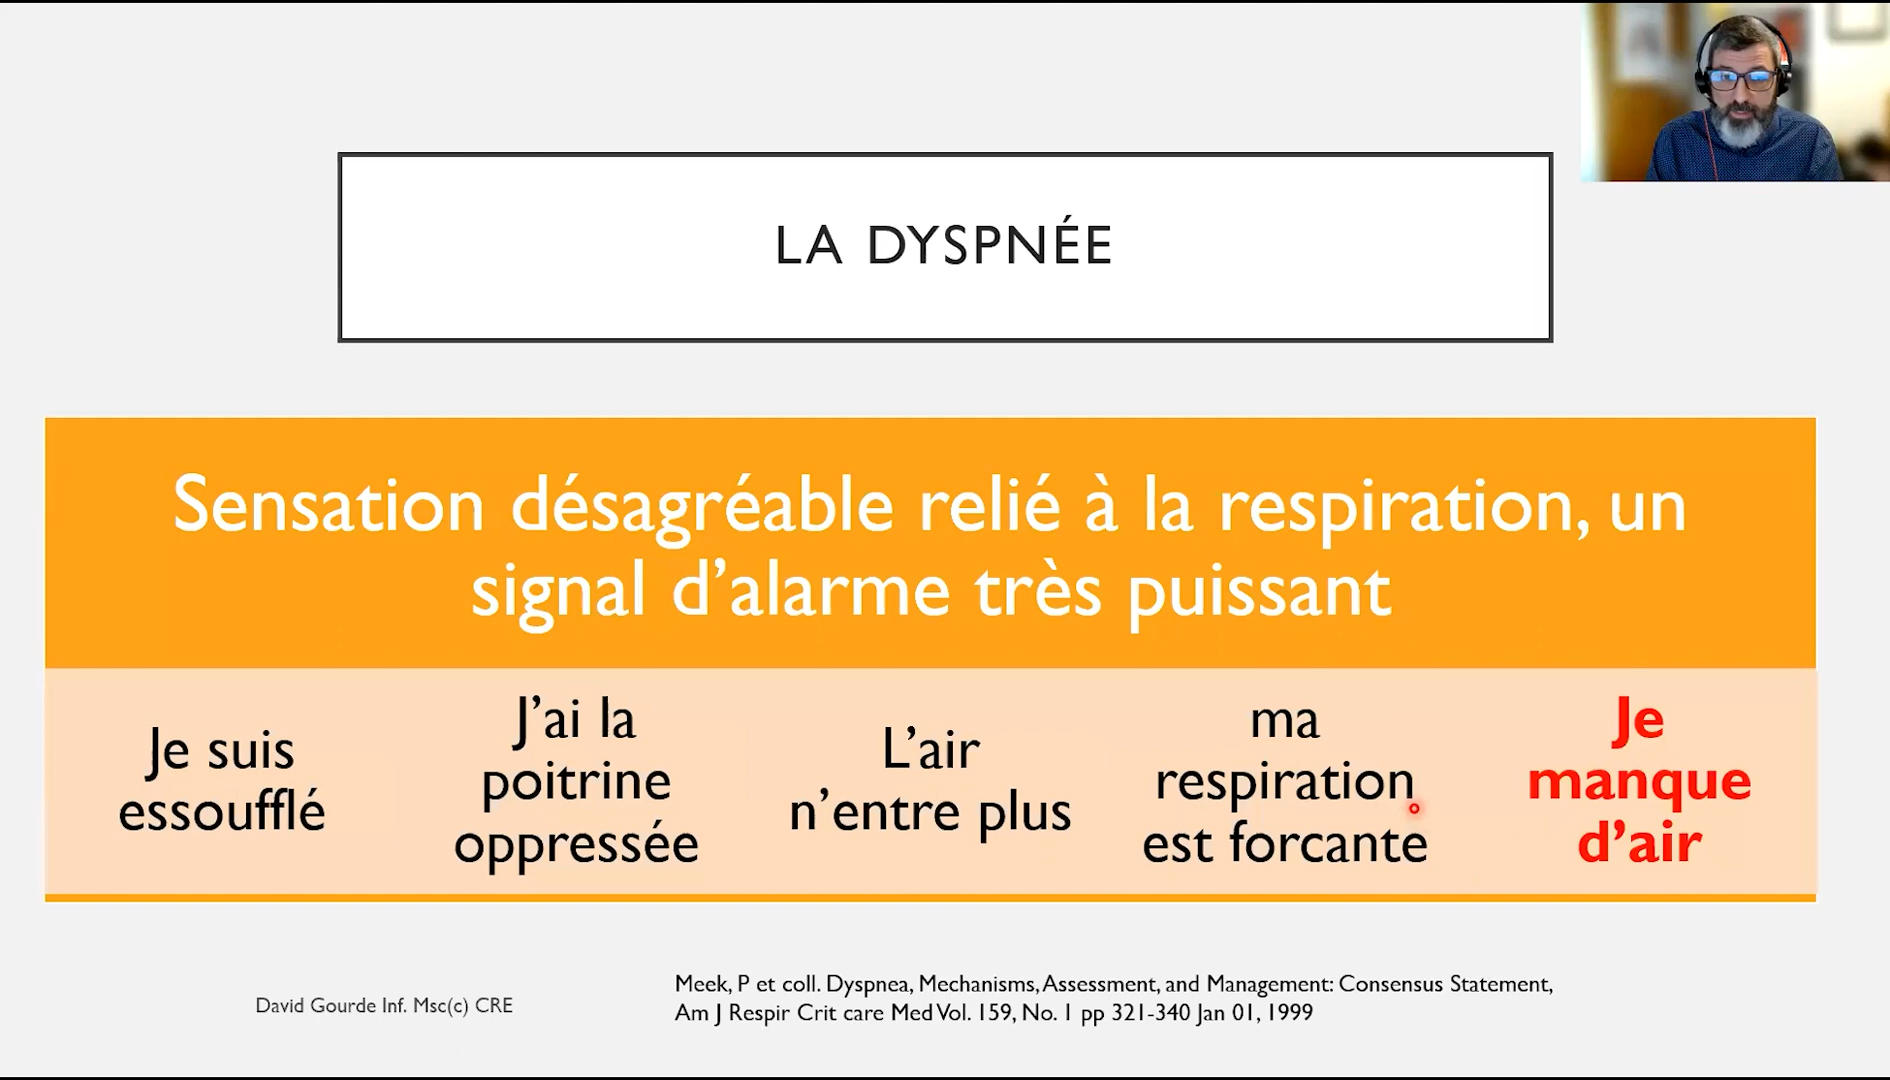 LA DYSPNÉE
Sensation désagréable relié à la respiration, un
signal d’alarme très puissant
Je suis
essoufflé
J’ai la
poitrine
oppressée
L’air
n’entre plus
ma
respiration
est forcante
Je
manque
d’air
David Gourde Inf. Msc(c) CRE
Meek, P et coll. Dyspnea, Mechanisms, Assessment, and Management: Consensus Statement,
Am J Respir Crit care Med Vol. 159, No. 1 pp 321-340 Jan 01, 1999